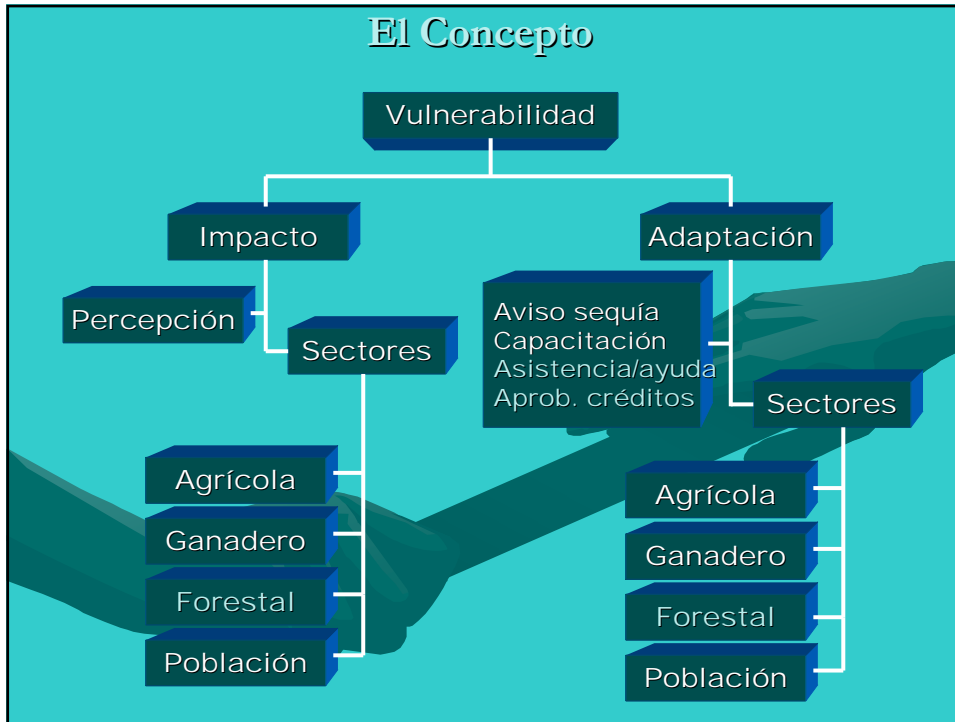 El Concepto
Vulnerabilidad
Impacto
Adaptación
Percepción
Sectores
Aviso sequía
Capacitación
Asistencia/ayuda
Aprob. créditos
Sectores
Agrícola
Ganadero
Forestal
Población
Agrícola
Ganadero
Forestal
Población